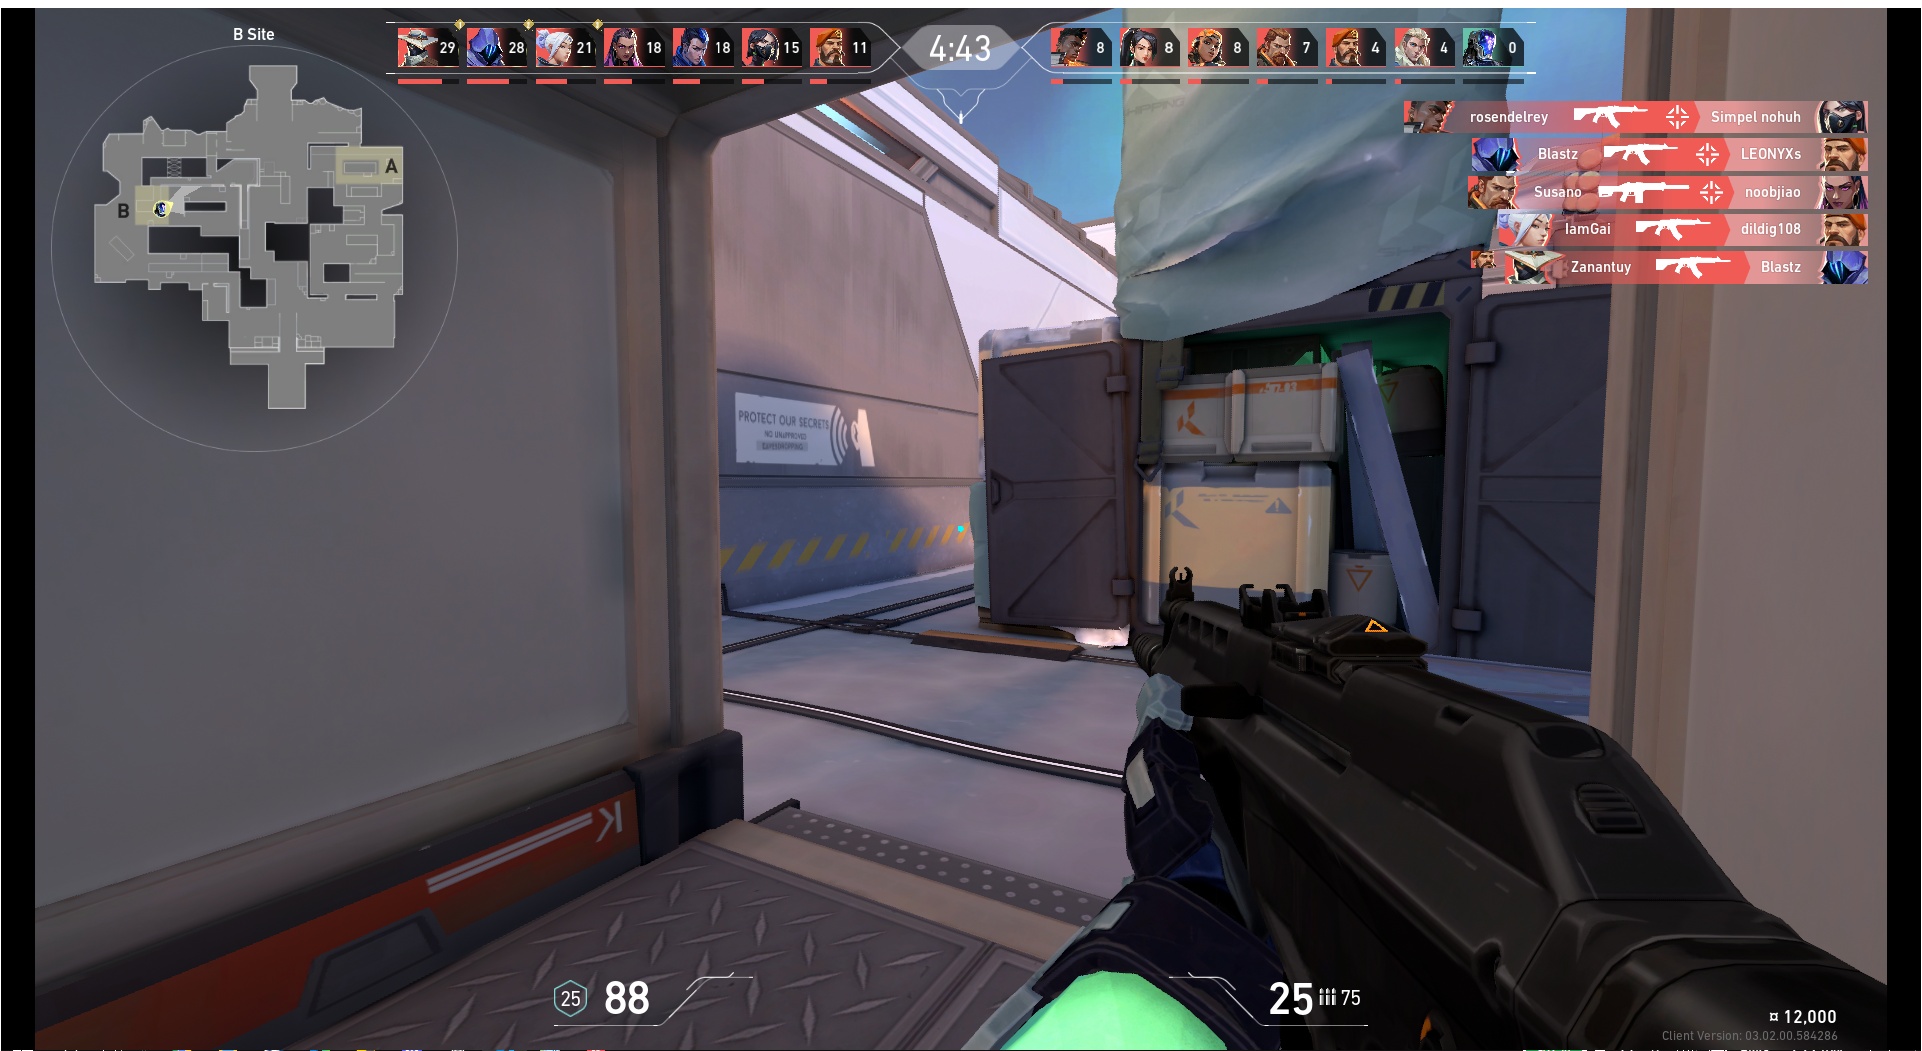 B Site
29 28 21 18 18 15 11
4:43
8 8 8 7 4 4 0
A
B
rosendelrey Simpel nohuh
Blastz LEONYXs
Susano noobjiao
IamGai dildig108
Zanantuy Blastz
PROTECT OUR SECRETS
NO UNAPPROVED
25 88
25 75
¤ 12,000
Client Version: 03.02.00.584286